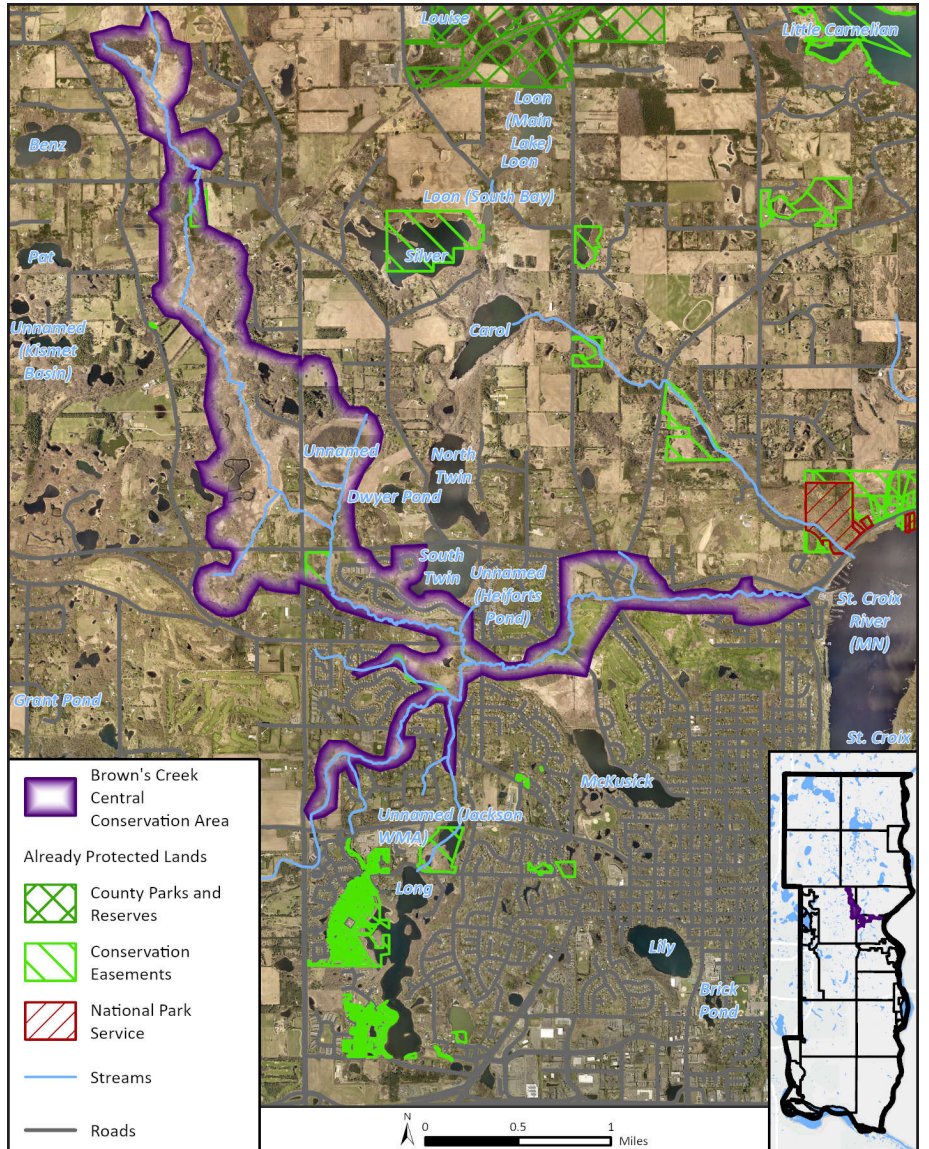 Louise
Little Carnelian
Loon
(Main
Lake)
Loon
Benz
Loon (South Bay)
Pat
Silver
Unnamed
(Kismet
Basin)
Carol
Unnamed
North
Twin
Dwyer Pond
South
Twin
Unnamed
(Heiforts
Pond)
St. Croix
River
(MN)
Grant Pond
St. Croix
McKusick
Unnamed (Jackson
WMA)
Long
Lily
Brick
Pond
Brown's Creek
Central
Conservation Area
Already Protected Lands
County Parks and
Reserves
Conservation
Easements
National Park
Service
Streams
Roads
N
0
0.5
1
Miles